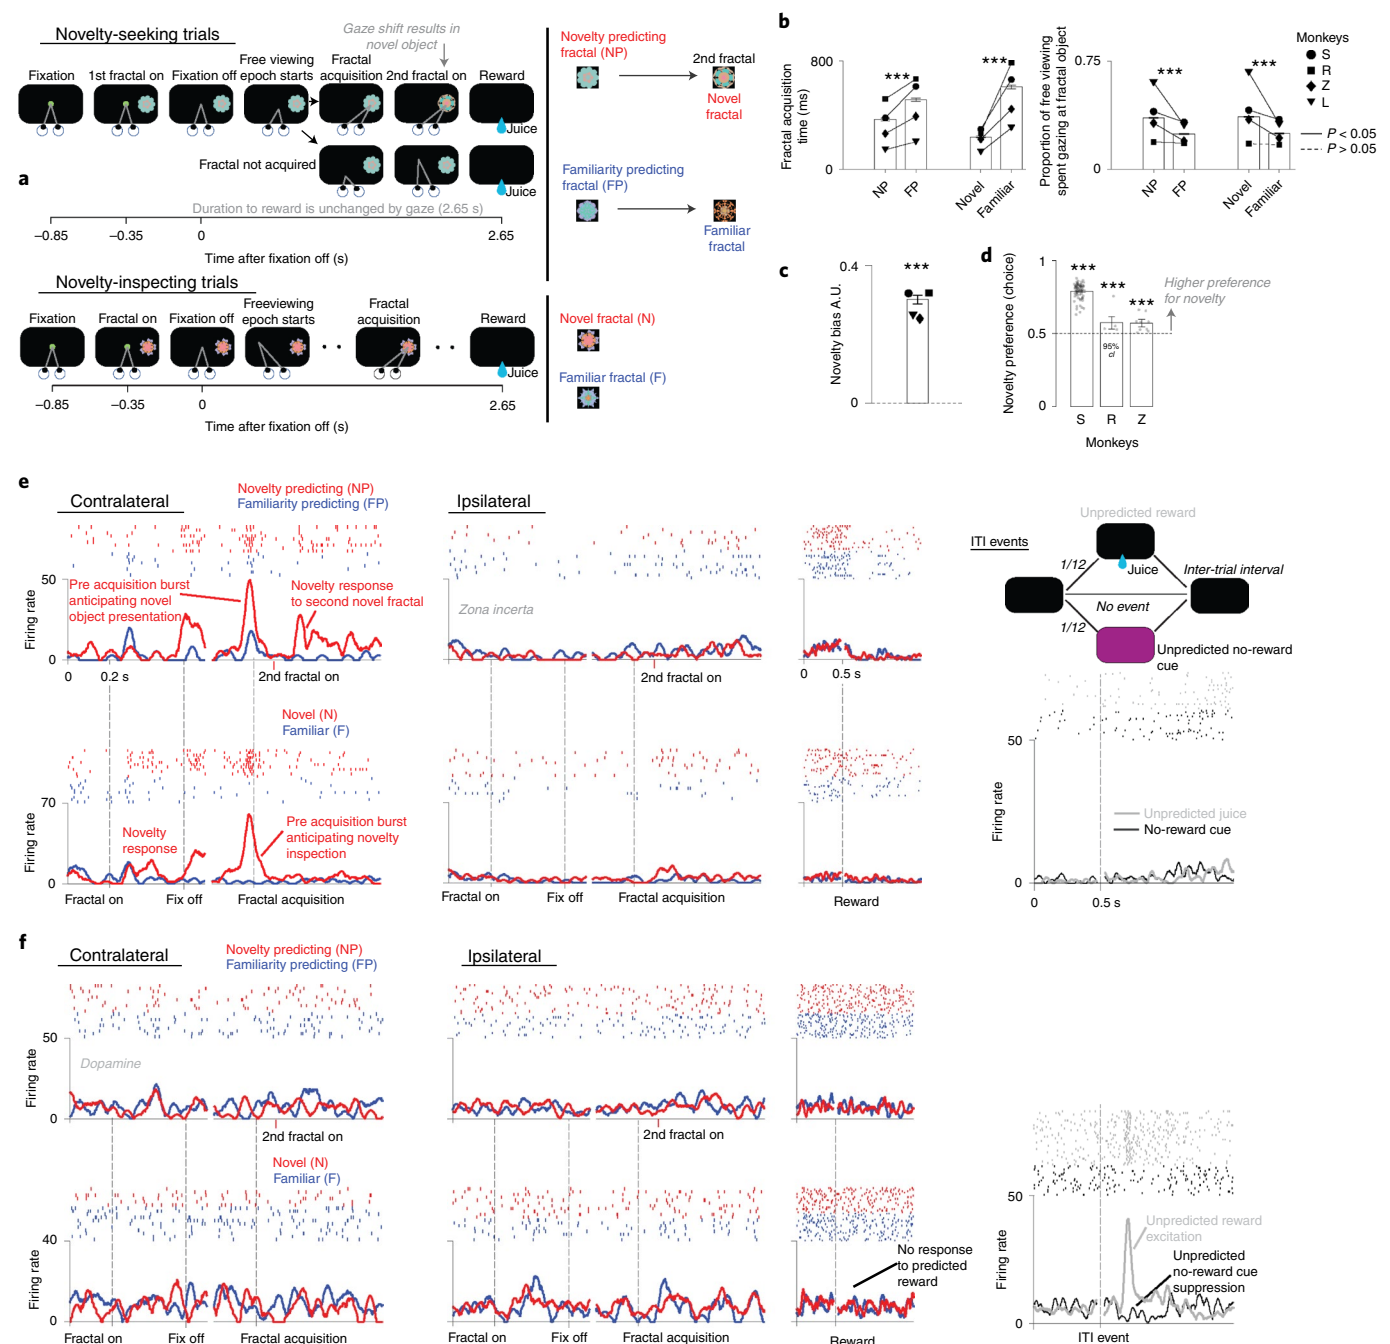 a
Novelty-seeking trials
Gaze shift results in
novel object
Fixation
1st fractal on
Fixation off
Free viewing
epoch starts
Fractal
acquisition
2nd fractal on
Reward
Juice
Fractal not acquired
Juice
Duration to reward is unchanged by gaze (2.65 s)
−0.85
−0.35
0
2.65
Time after fixation off (s)
Novelty-inspecting trials
Fixation
Fractal on
Fixation off
Freeviewing
epoch starts
Fractal
acquisition
Reward
Juice
−0.85
−0.35
0
2.65
Time after fixation off (s)
Novelty predicting
fractal (NP)
2nd fractal
Novel
fractal
Familiarity predicting
fractal (FP)
Familiar
fractal
Novel fractal (N)
Familiar fractal (F)
b
Fractal acquisition
time (ms)
800
0
***
***
NP
FP
Novel
Familiar
Proportion of free viewing
spent gazing at fractal object
0.75
0
***
***
NP
FP
Novel
Familiar
Monkeys
S
R
Z
L
P < 0.05
P > 0.05
c
Novelty bias A.U.
0.4
0
***
d
Novelty preference (choice)
1
0.5
0
***
***
***
95%
cl
Higher preference
for novelty
S
R
Z
Monkeys
e
Contralateral
Novelty predicting (NP)
Familiarity predicting (FP)
Firing rate
50
0
Pre acquisition burst
anticipating novel
object presentation
Novelty response
to second novel fractal
0
0.2 s
2nd fractal on
Novel (N)
Familiar (F)
Firing rate
70
0
Novelty
response
Pre acquisition burst
anticipating novelty
inspection
Fractal on
Fix off
Fractal acquisition
Ipsilateral
Zona incerta
2nd fractal on
Fractal on
Fix off
Fractal acquisition
0
0.5 s
Reward
ITI events
Unpredicted reward
1/12
Juice
Inter-trial interval
No event
1/12
Unpredicted no-reward
cue
Firing rate
50
0
Unpredicted juice
No-reward cue
0
0.5 s
f
Contralateral
Novelty predicting (NP)
Familiarity predicting (FP)
Firing rate
50
0
Dopamine
2nd fractal on
Novel (N)
Familiar (F)
Firing rate
40
0
Fractal on
Fix off
Fractal acquisition
Ipsilateral
2nd fractal on
Fractal on
Fix off
Fractal acquisition
No response
to predicted
reward
Reward
Firing rate
50
0
Unpredicted reward
excitation
Unpredicted
no-reward cue
suppression
ITI event